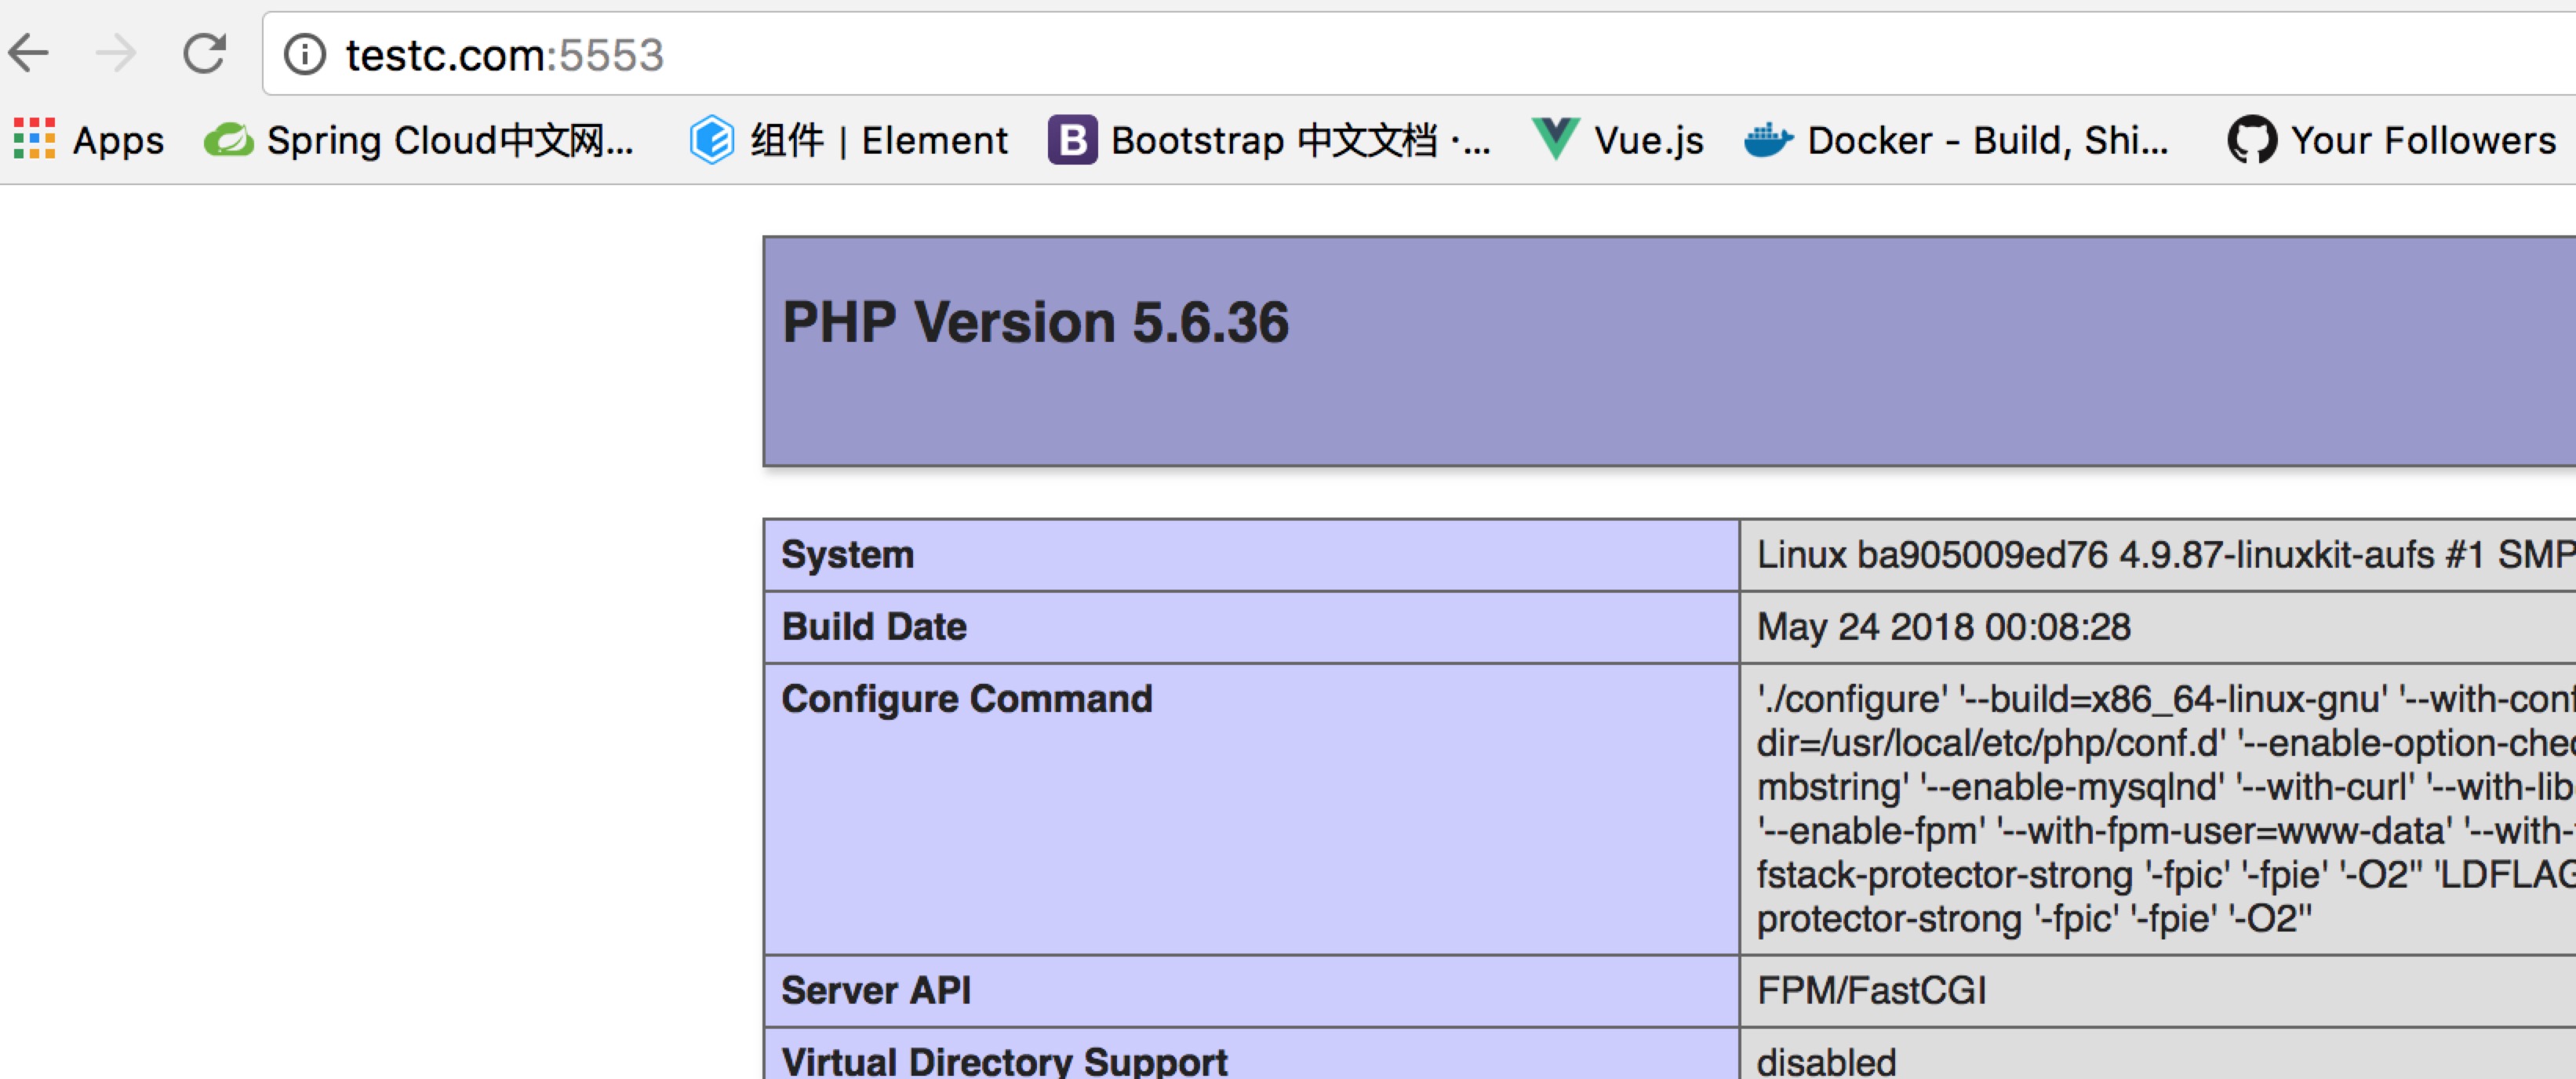 testc.com:5553
Apps Spring Cloud中文网... 组件 | Element B Bootstrap 中文文档 ·... Vue.js Docker - Build, Shi... Your Followers
PHP Version 5.6.36
System Linux ba905009ed76 4.9.87-linuxkit-aufs #1 SMP
Build Date May 24 2018 00:08:28
Configure Command './configure' '--build=x86_64-linux-gnu' '--with-conf
dir=/usr/local/etc/php/conf.d' '--enable-option-chec
mbstring' '--enable-mysqlnd' '--with-curl' '--with-lib
'--enable-fpm' '--with-fpm-user=www-data' '--with-
fstack-protector-strong '-fpic' '-fpie' '-O2'' 'LDFLAG
protector-strong '-fpic' '-fpie' '-O2''
Server API FPM/FastCGI
Virtual Directory Support disabled